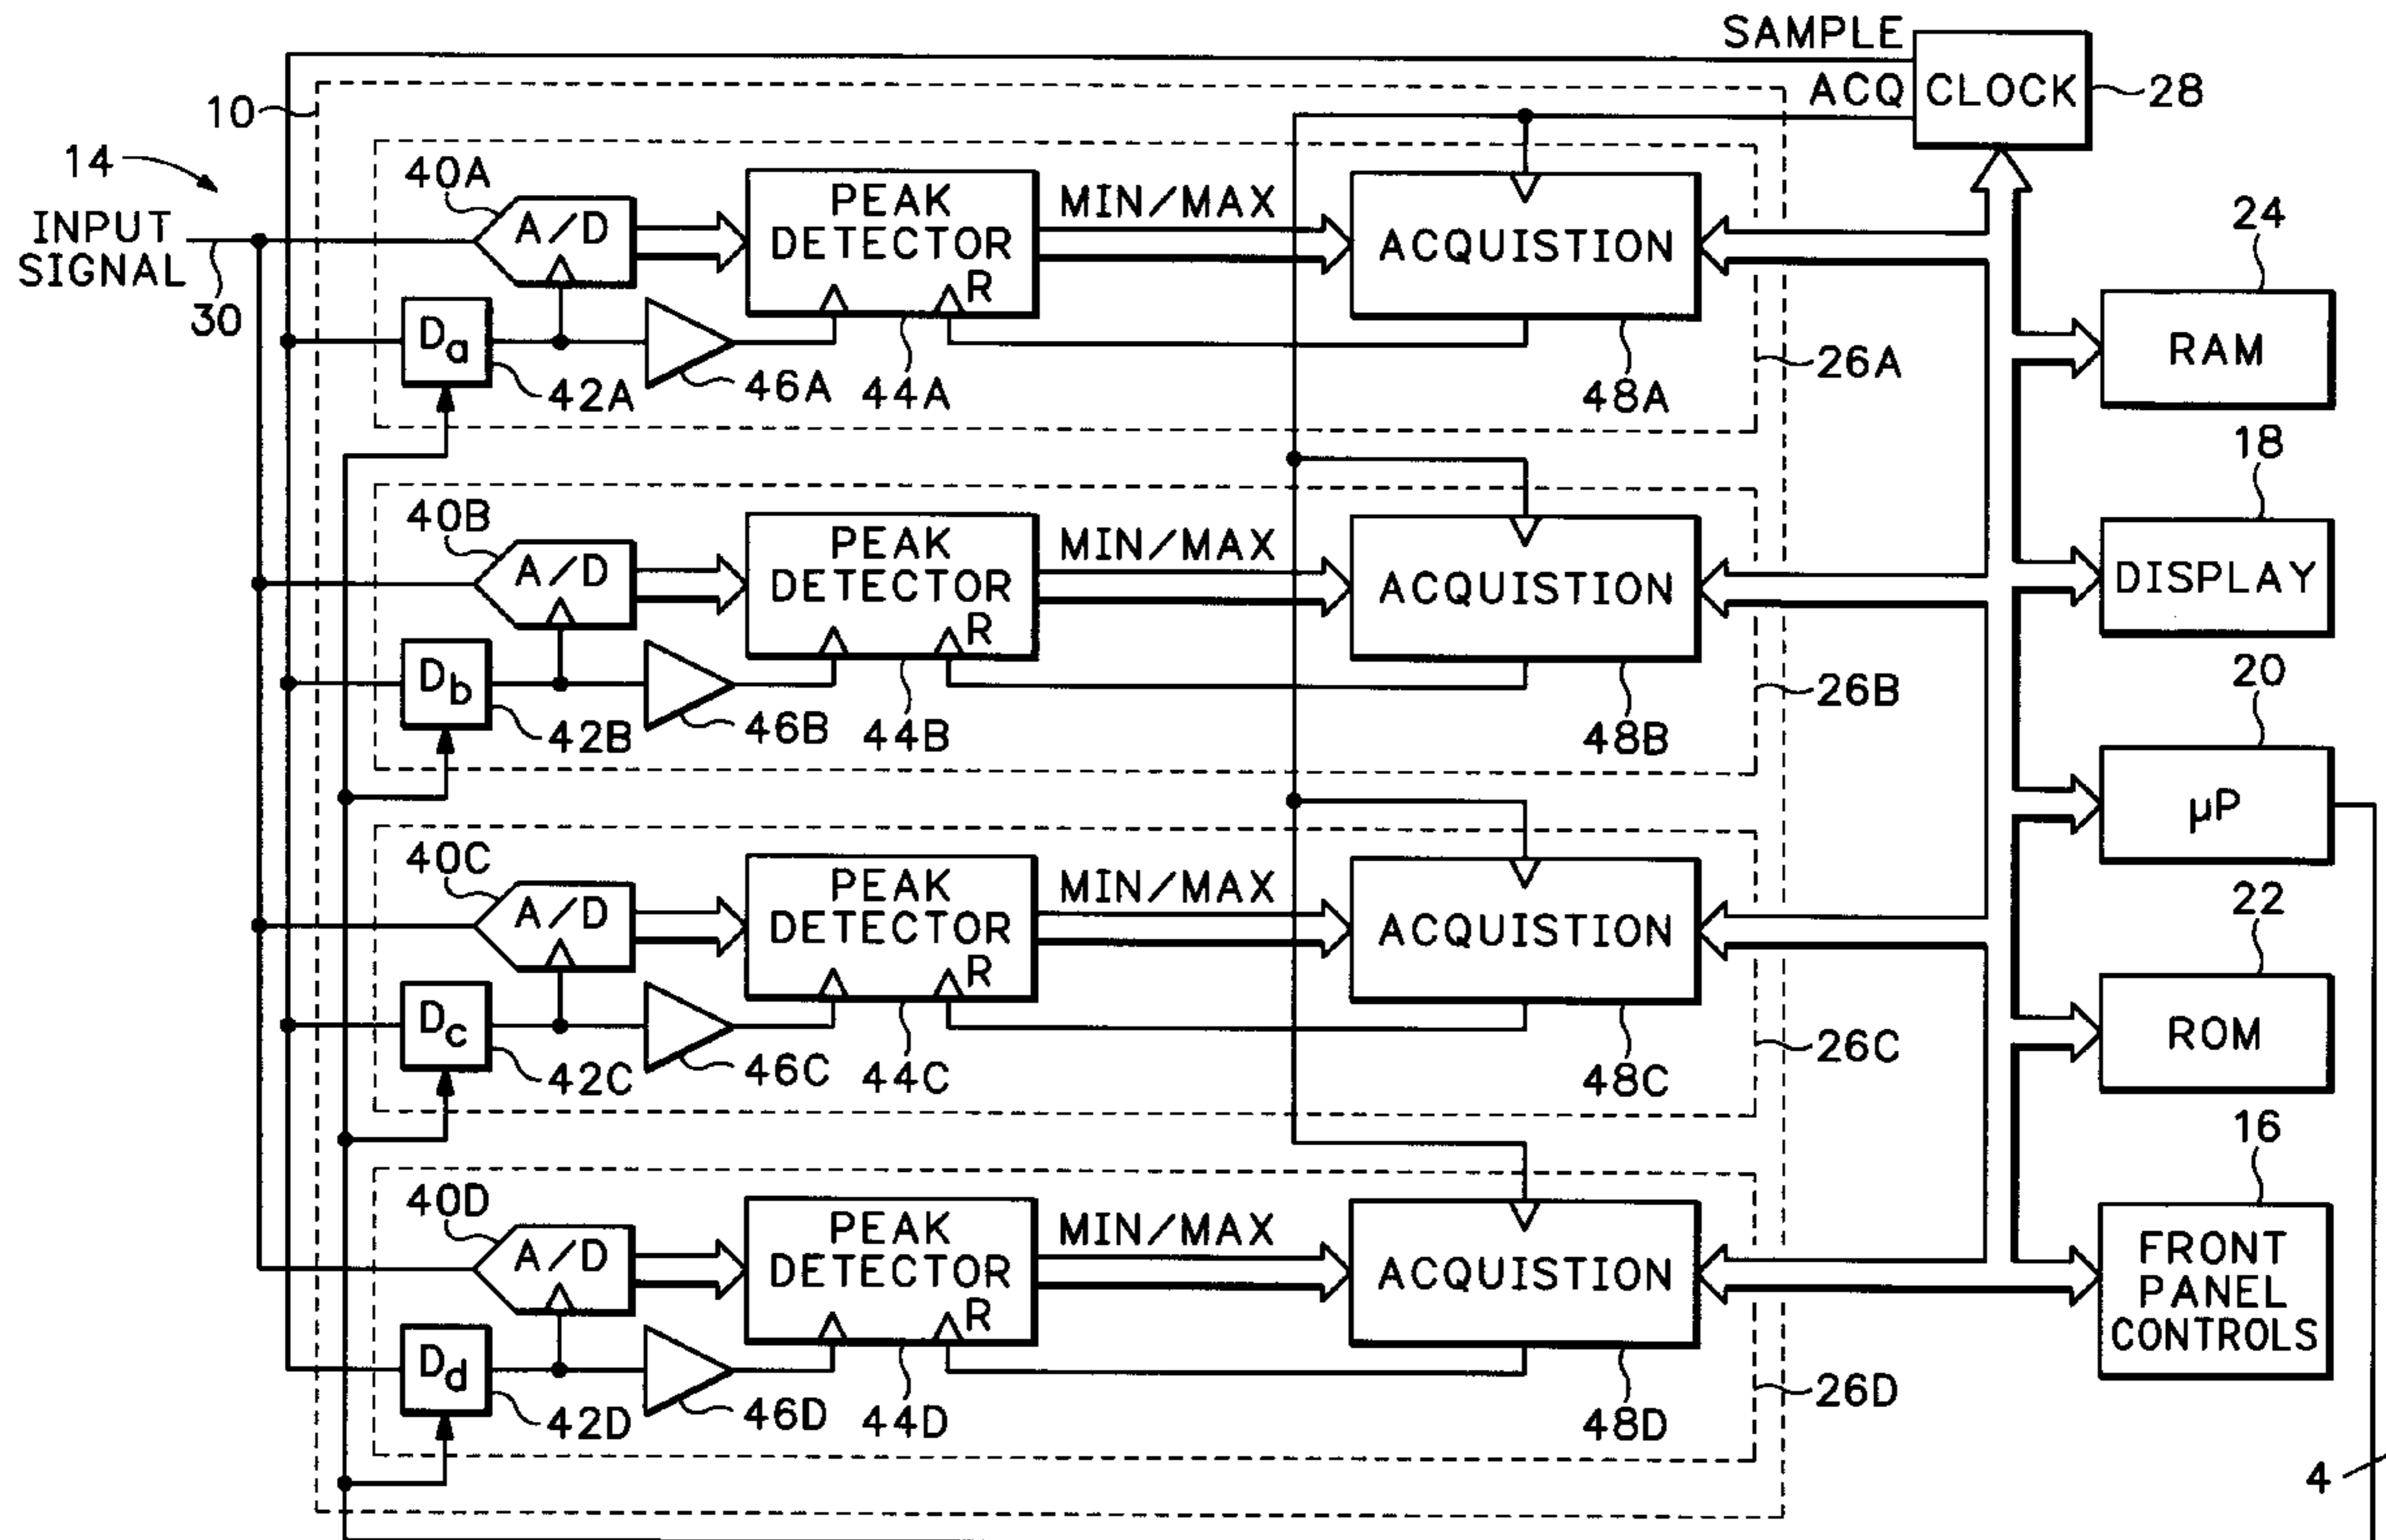 SAMPLE
ACQ
CLOCK
28
10
14
INPUT
SIGNAL
30
40A
A/D
PEAK
DETECTOR
R
MIN/MAX
ACQUISTION
Da
42A
46A
44A
48A
26A
24
RAM
40B
A/D
PEAK
DETECTOR
R
MIN/MAX
ACQUISTION
Db
42B
46B
44B
48B
26B
18
DISPLAY
20
µP
40C
A/D
PEAK
DETECTOR
R
MIN/MAX
ACQUISTION
Dc
42C
46C
44C
48C
26C
22
ROM
40D
A/D
PEAK
DETECTOR
R
MIN/MAX
ACQUISTION
Dd
42D
46D
44D
48D
26D
16
FRONT
PANEL
CONTROLS
4